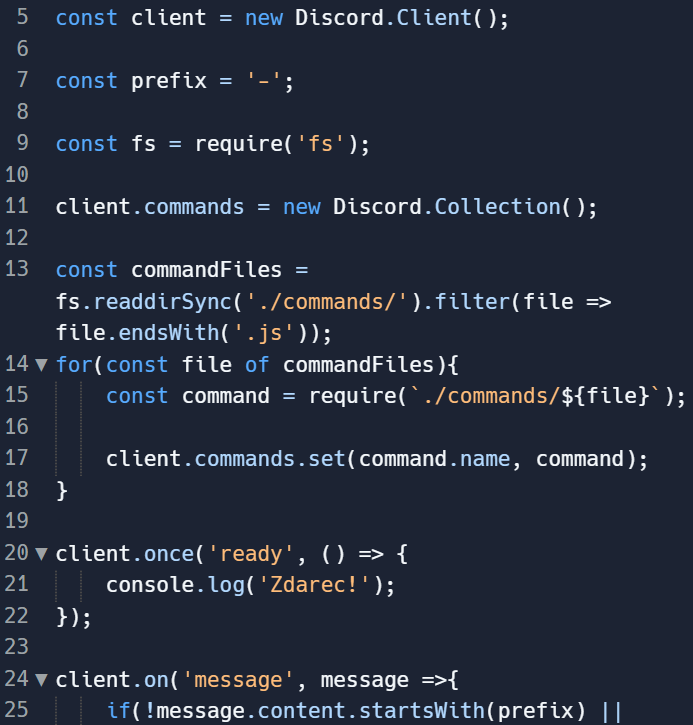 5 const client = new Discord.Client();
6
7 const prefix = '-';
8
9 const fs = require('fs');
10
11 client.commands = new Discord.Collection();
12
13 const commandFiles =
fs.readdirSync('./commands/').filter(file =>
file.endsWith('.js'));
14 ▼ for(const file of commandFiles){
15     const command = require(`./commands/${file}`);
16
17     client.commands.set(command.name, command);
18 }
19
20 ▼ client.once('ready', () => {
21     console.log('Zdarec!');
22 });
23
24 ▼ client.on('message', message =>{
25     if(!message.content.startsWith(prefix) ||